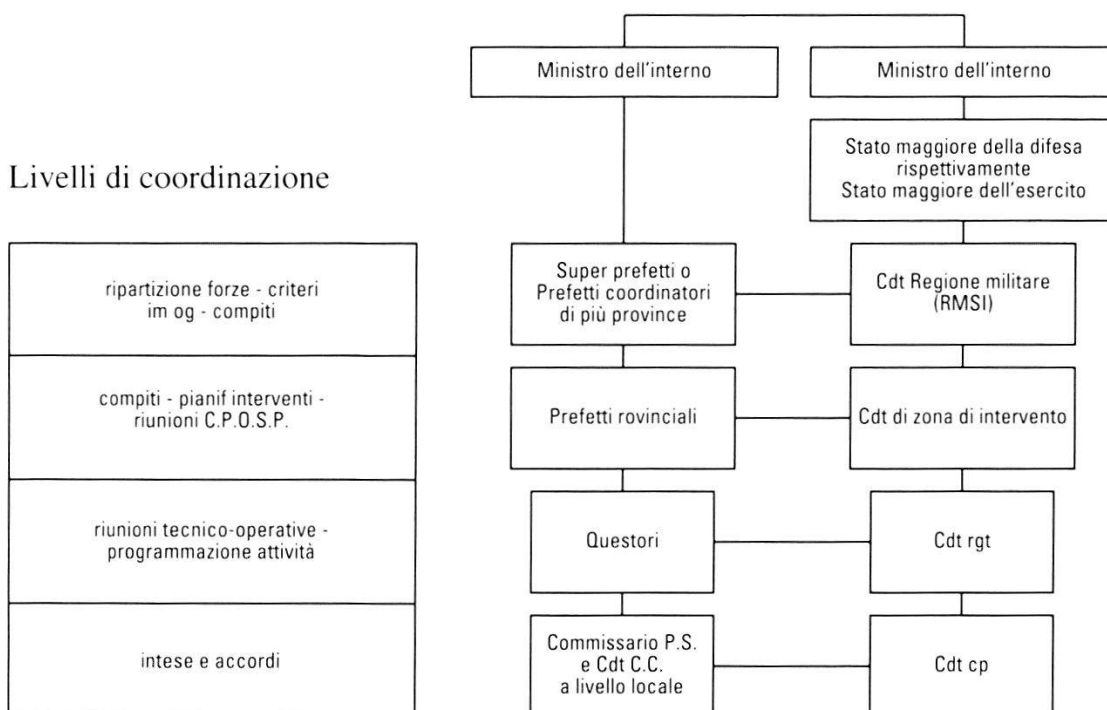 Ministro dell'interno
Ministro dell'interno
Stato maggiore della difesa
rispettivamente
Stato maggiore dell'esercito
Livelli di coordinazione
ripartizione forze - criteri
im og - compiti
Super prefetti o
Prefetti coordinatori
di più province
Cdt Regione militare
(RMSI)
compiti - pianif interventi -
riunioni C.P.O.S.P.
Prefetti rovinciali
Cdt di zona di intervento
riunioni tecnico-operative -
programmazione attività
Questori
Cdt rgt
intese e accordi
Commissario P.S.
e Cdt C.C.
a livello locale
Cdt cp